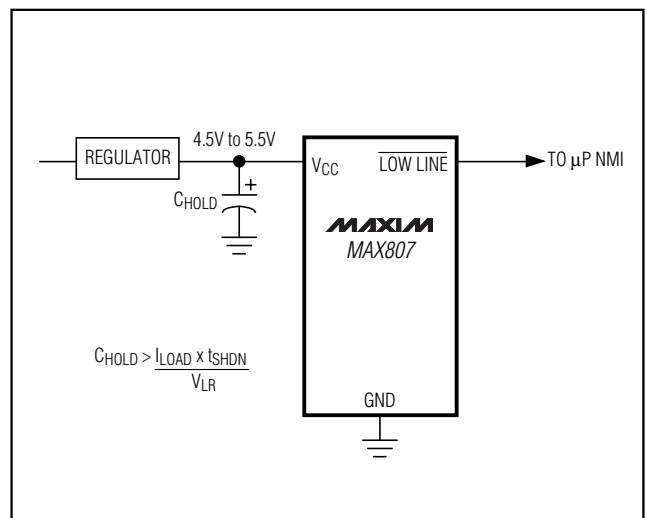 4.5V to 5.5V
REGULATOR
VCC
LOW LINE
TO µP NMI
+
CHOLD
MAXIM
MAX807
CHOLD > ILOAD x tSHDN
VLR
GND